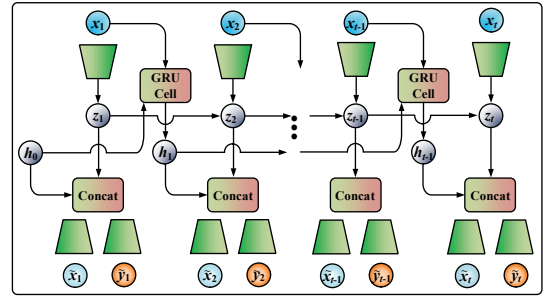 x₁ x₂ xₜ₋₁ xₜ
GRU Cell GRU Cell
z₁ z₂ zₜ₋₁ zₜ
h₀ h₁ hₜ₋₁
Concat Concat Concat Concat
x̃₁ ỹ₁ x̃₂ ỹ₂ x̃ₜ₋₁ ỹₜ₋₁ x̃ₜ ỹₜ